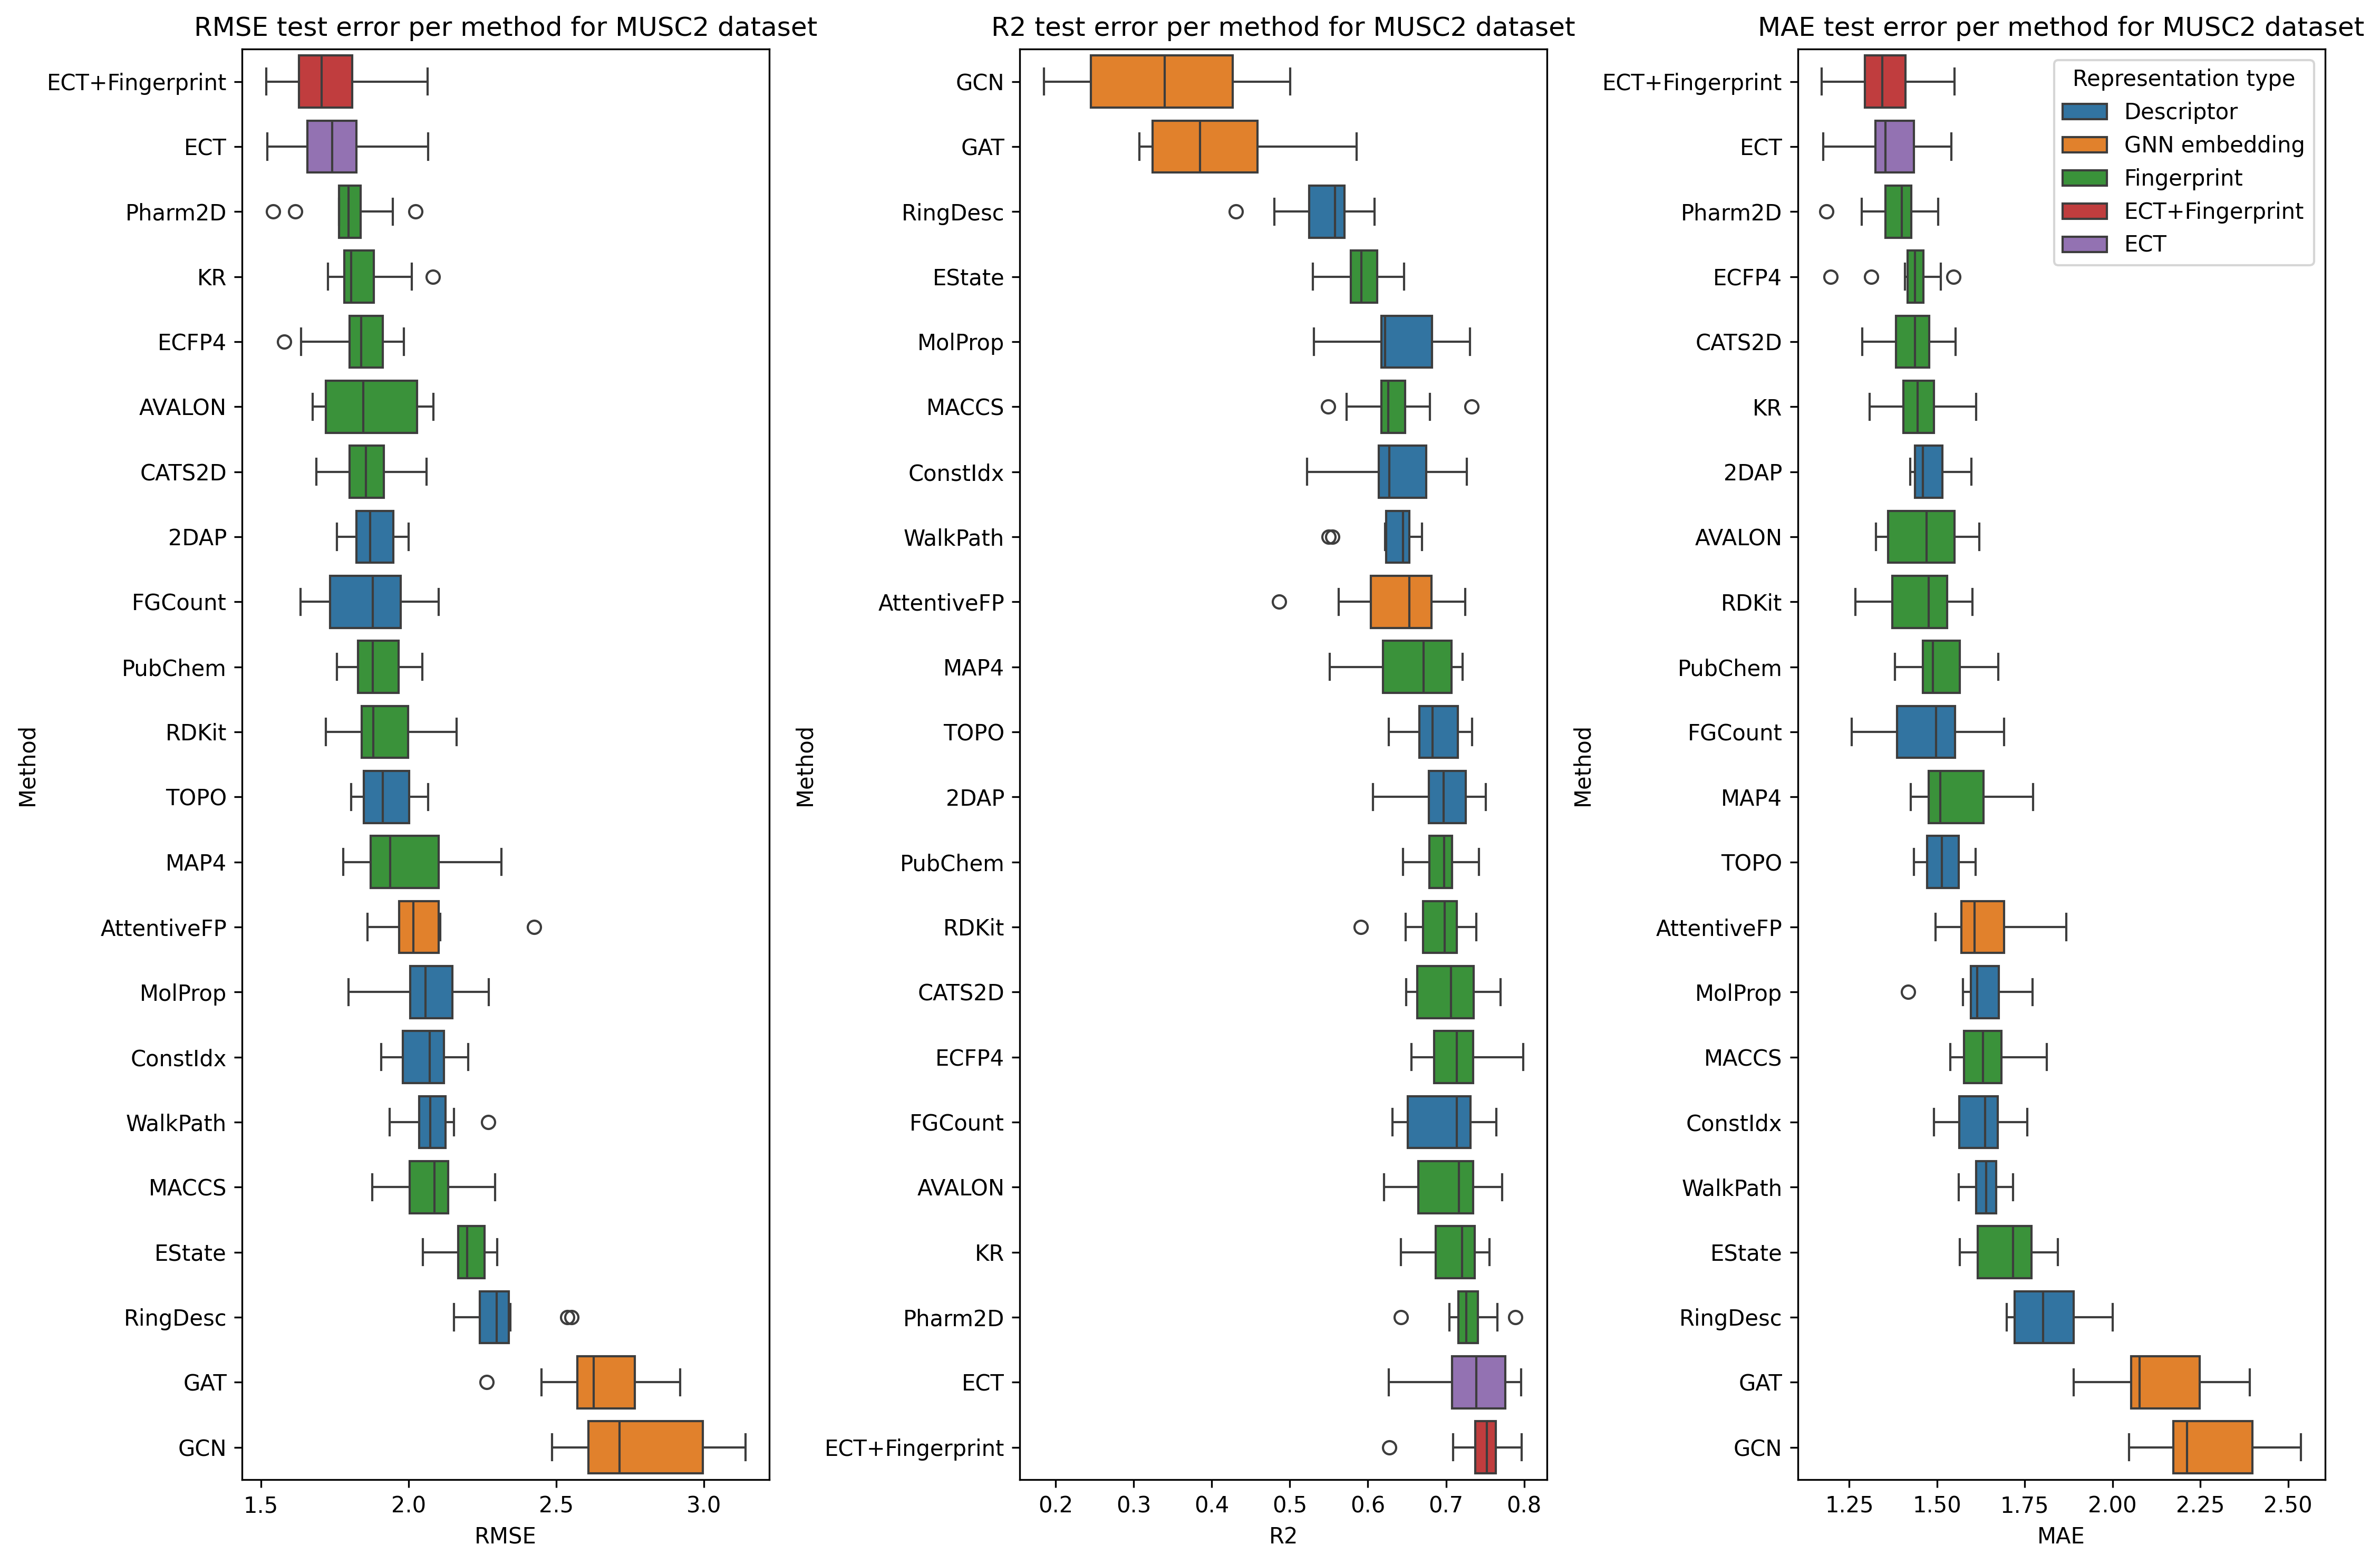 RMSE test error per method for MUSC2 dataset
Method
ECT+Fingerprint
ECT
Pharm2D
KR
ECFP4
AVALON
CATS2D
2DAP
FGCount
PubChem
RDKit
TOPO
MAP4
AttentiveFP
MolProp
ConstIdx
WalkPath
MACCS
EState
RingDesc
GAT
GCN
1.5 2.0 2.5 3.0
RMSE
R2 test error per method for MUSC2 dataset
Method
GCN
GAT
RingDesc
EState
MolProp
MACCS
ConstIdx
WalkPath
AttentiveFP
MAP4
TOPO
2DAP
PubChem
RDKit
CATS2D
ECFP4
FGCount
AVALON
KR
Pharm2D
ECT
ECT+Fingerprint
0.2 0.3 0.4 0.5 0.6 0.7 0.8
R2
MAE test error per method for MUSC2 dataset
Method
ECT+Fingerprint
ECT
Pharm2D
ECFP4
CATS2D
KR
2DAP
AVALON
RDKit
PubChem
FGCount
MAP4
TOPO
AttentiveFP
MolProp
MACCS
ConstIdx
WalkPath
EState
RingDesc
GAT
GCN
1.25 1.50 1.75 2.00 2.25 2.50
MAE
Representation type
Descriptor
GNN embedding
Fingerprint
ECT+Fingerprint
ECT